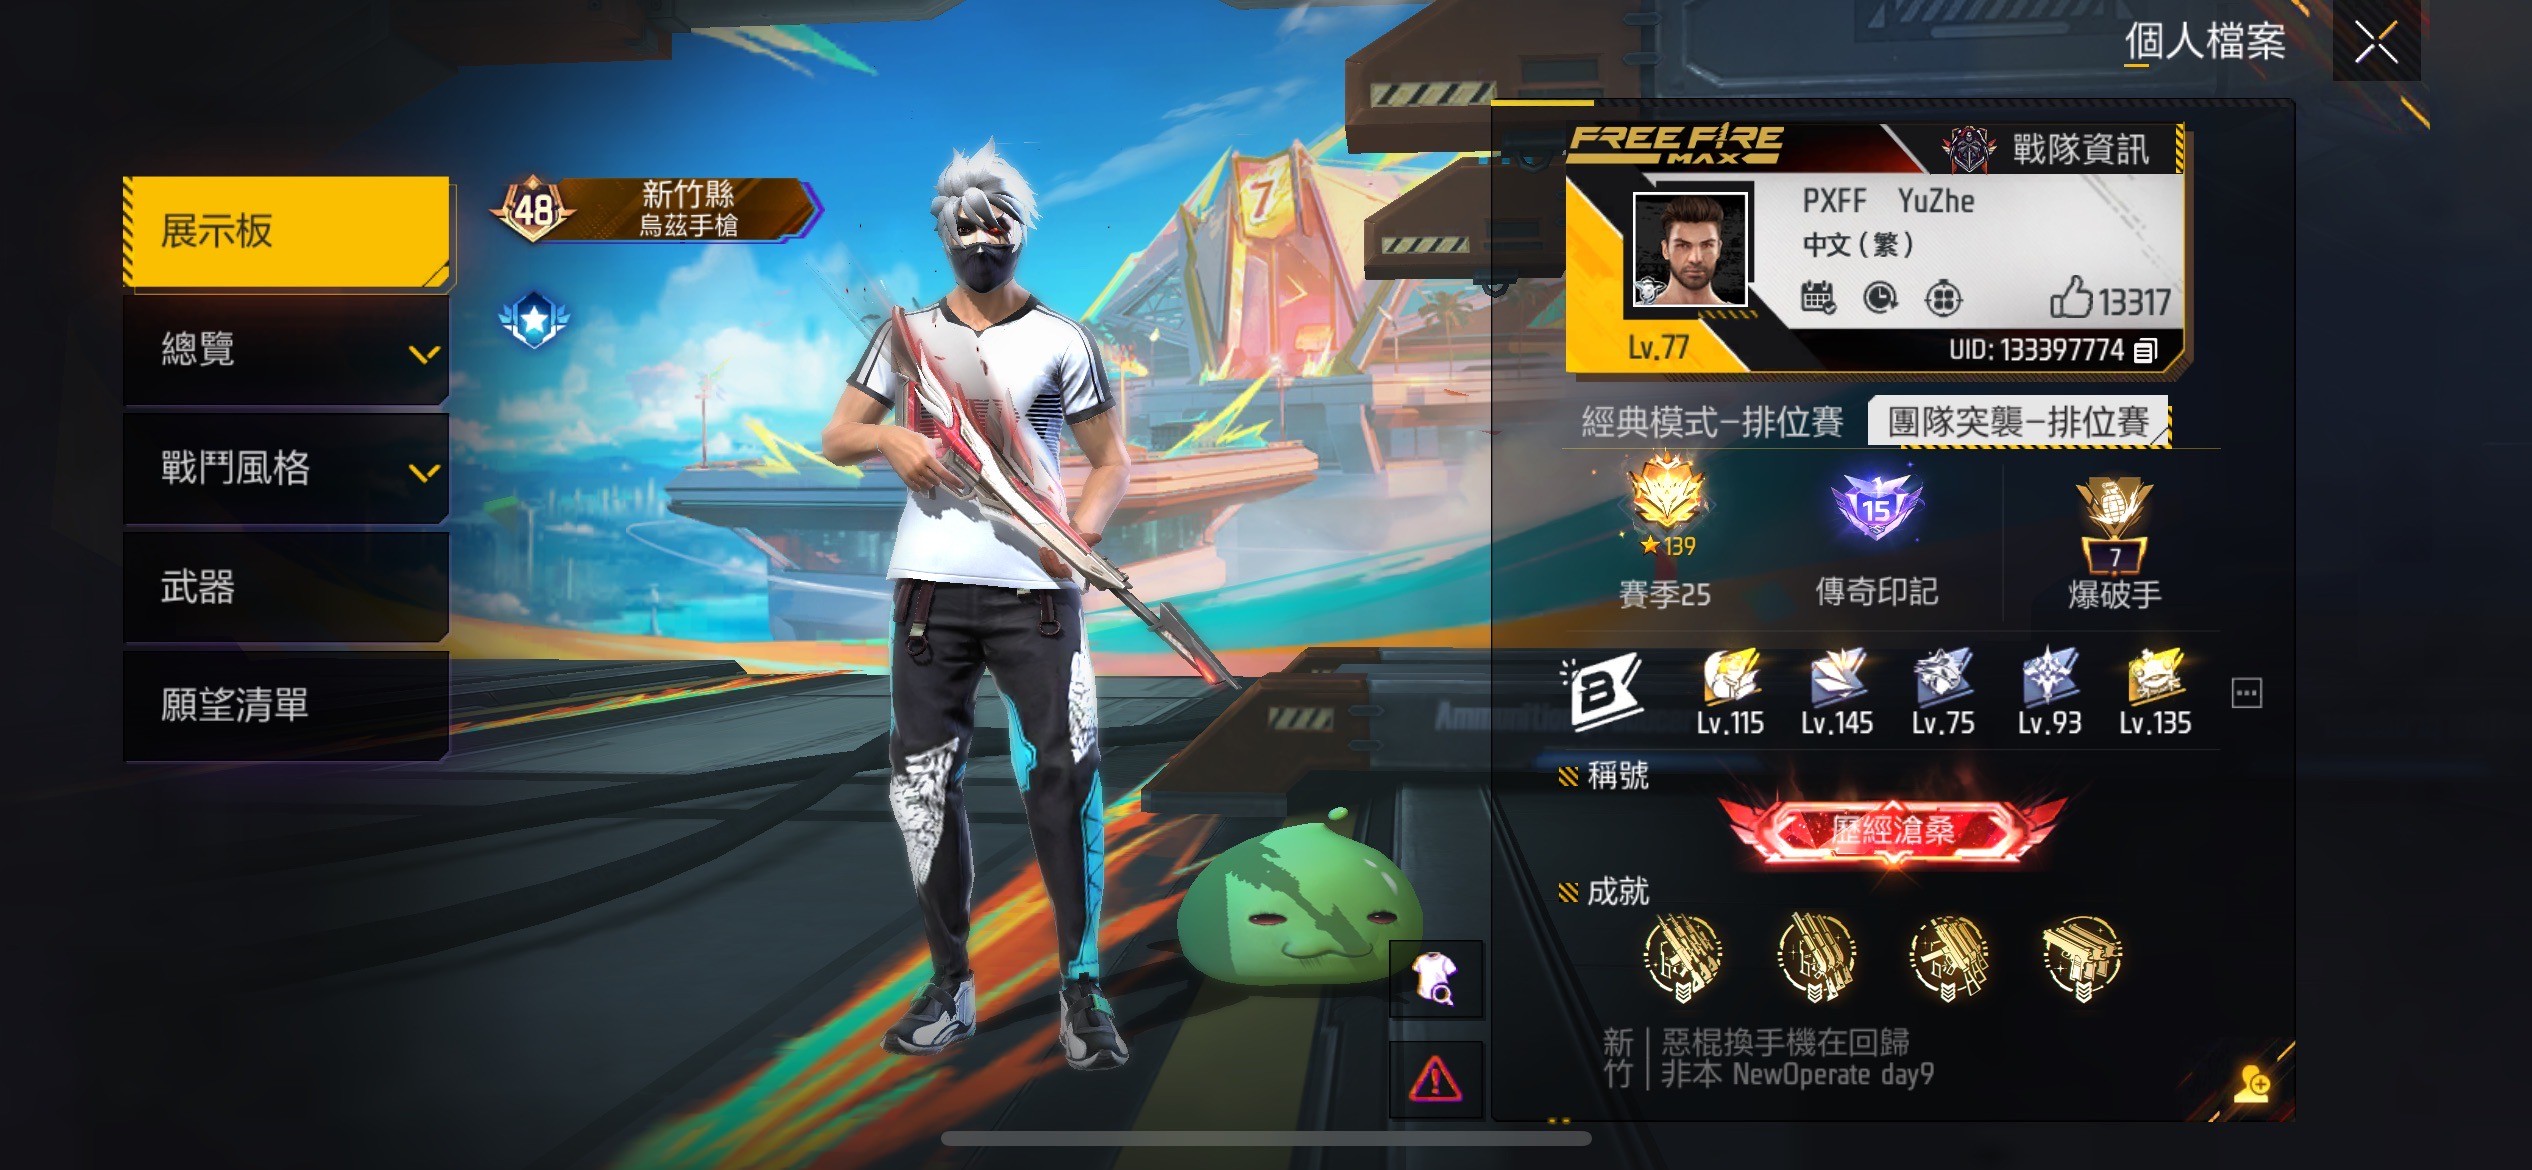 個人檔案
展示板
總覽
戰鬥風格
武器
願望清單
48
新竹縣
烏茲手槍
7
FREE FIRE
MAX
戰隊資訊
PXFF YuZhe
中文(繁)
13317
Lv.77
UID: 133397774
經典模式-排位賽
團隊突襲-排位賽
139
賽季25
15
傳奇印記
7
爆破手
Lv.115
Lv.145
Lv.75
Lv.93
Lv.135
稱號
歷經滄桑
成就
新竹
惡棍換手機在回歸
非本 NewOperate day9